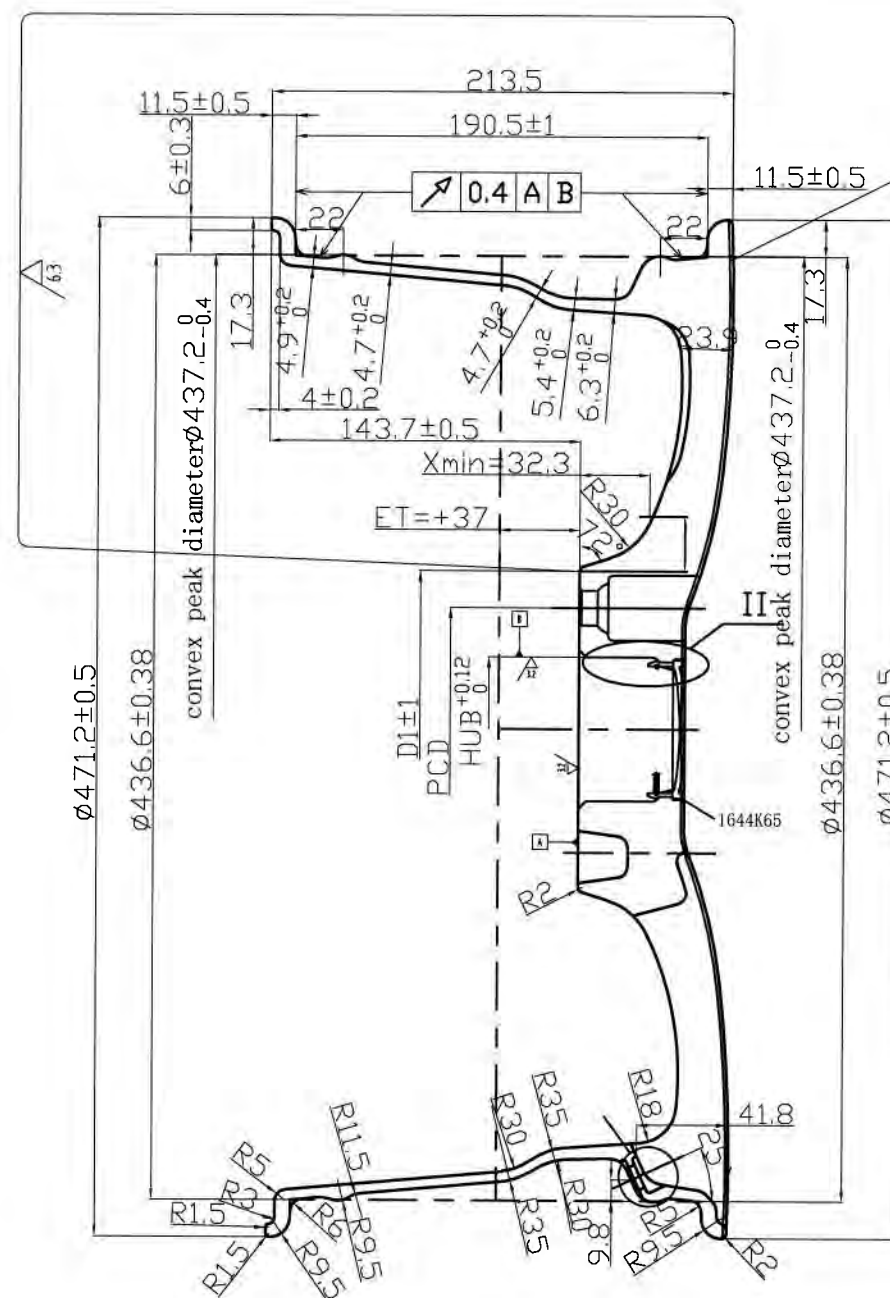 213.5
11.5±0.5
190.5±1
6±0.3
0.4 A B
11.5±0.5
22
22
6.3
17.3
17.3
4.9 +0.2 0
4.7 +0.2 0
4.7 +0.2 0
5.4 +0.2 0
6.3 +0.2 0
4±0.2
143.7±0.5
Xmin=32.3
R30
ET=+37
72°
convex peak diameterØ437.2 0 -0.4
convex peak diameterØ437.2 0 -0.4
II
B
12
Ø471.2±0.5
Ø436.6±0.38
D1±1
PCD
HUB +0.12 0
12
Ø436.6±0.38
Ø471.2±0.5
1644K65
A
R2
R18
41.8
R35
R30
R11.5
25
R5
R3
R1.5
R6
R9.5
R35
R30
9.8
R5
R9.5
R2
R1.5
R9.5